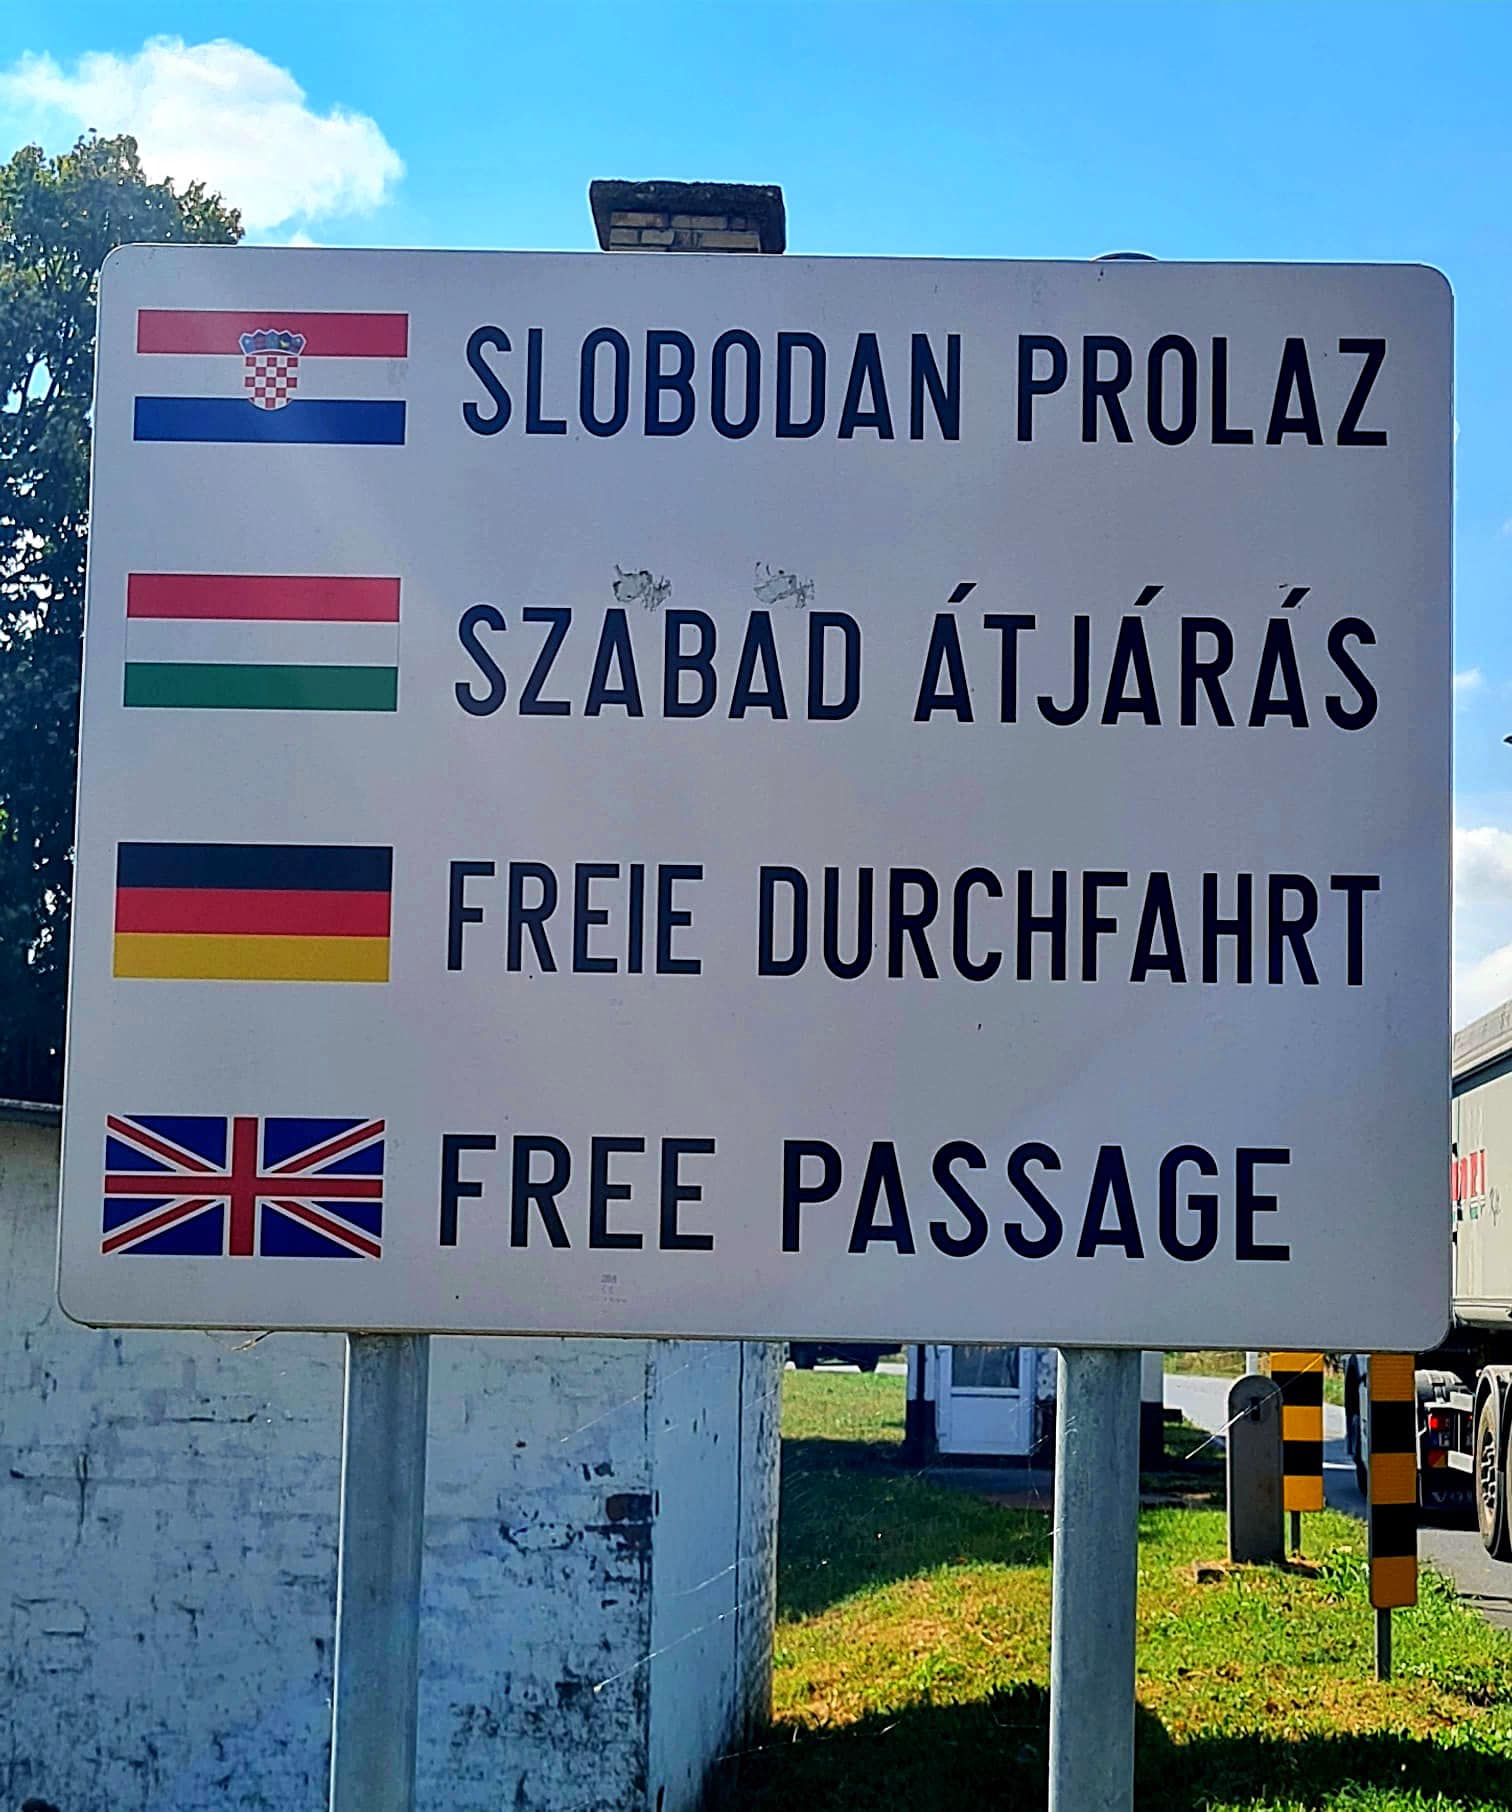 SLOBODAN PROLAZ
SZABAD ÁTJÁRÁS
FREIE DURCHFAHRT
FREE PASSAGE